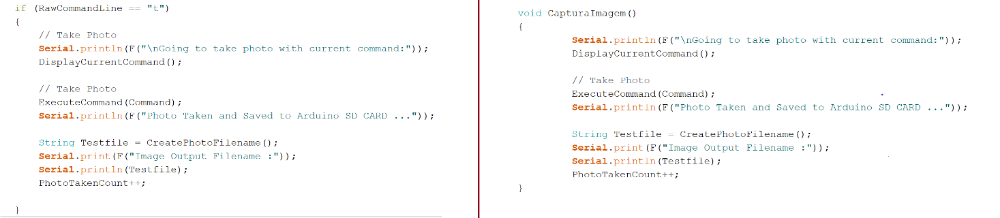 if (RawCommandLine == "t")
{
// Take Photo
Serial.println(F("\nGoing to take photo with current command:"));
DisplayCurrentCommand();
// Take Photo
ExecuteCommand(Command);
Serial.println(F("Photo Taken and Saved to Arduino SD CARD ..."));
String Testfile = CreatePhotoFilename();
Serial.print(F("Image Output Filename :"));
Serial.println(Testfile);
PhotoTakenCount++;
}
void CapturaImagem()
{
Serial.println(F("\nGoing to take photo with current command:"));
DisplayCurrentCommand();
// Take Photo
ExecuteCommand(Command);
Serial.println(F("Photo Taken and Saved to Arduino SD CARD ..."));
String Testfile = CreatePhotoFilename();
Serial.print(F("Image Output Filename :"));
Serial.println(Testfile);
PhotoTakenCount++;
}